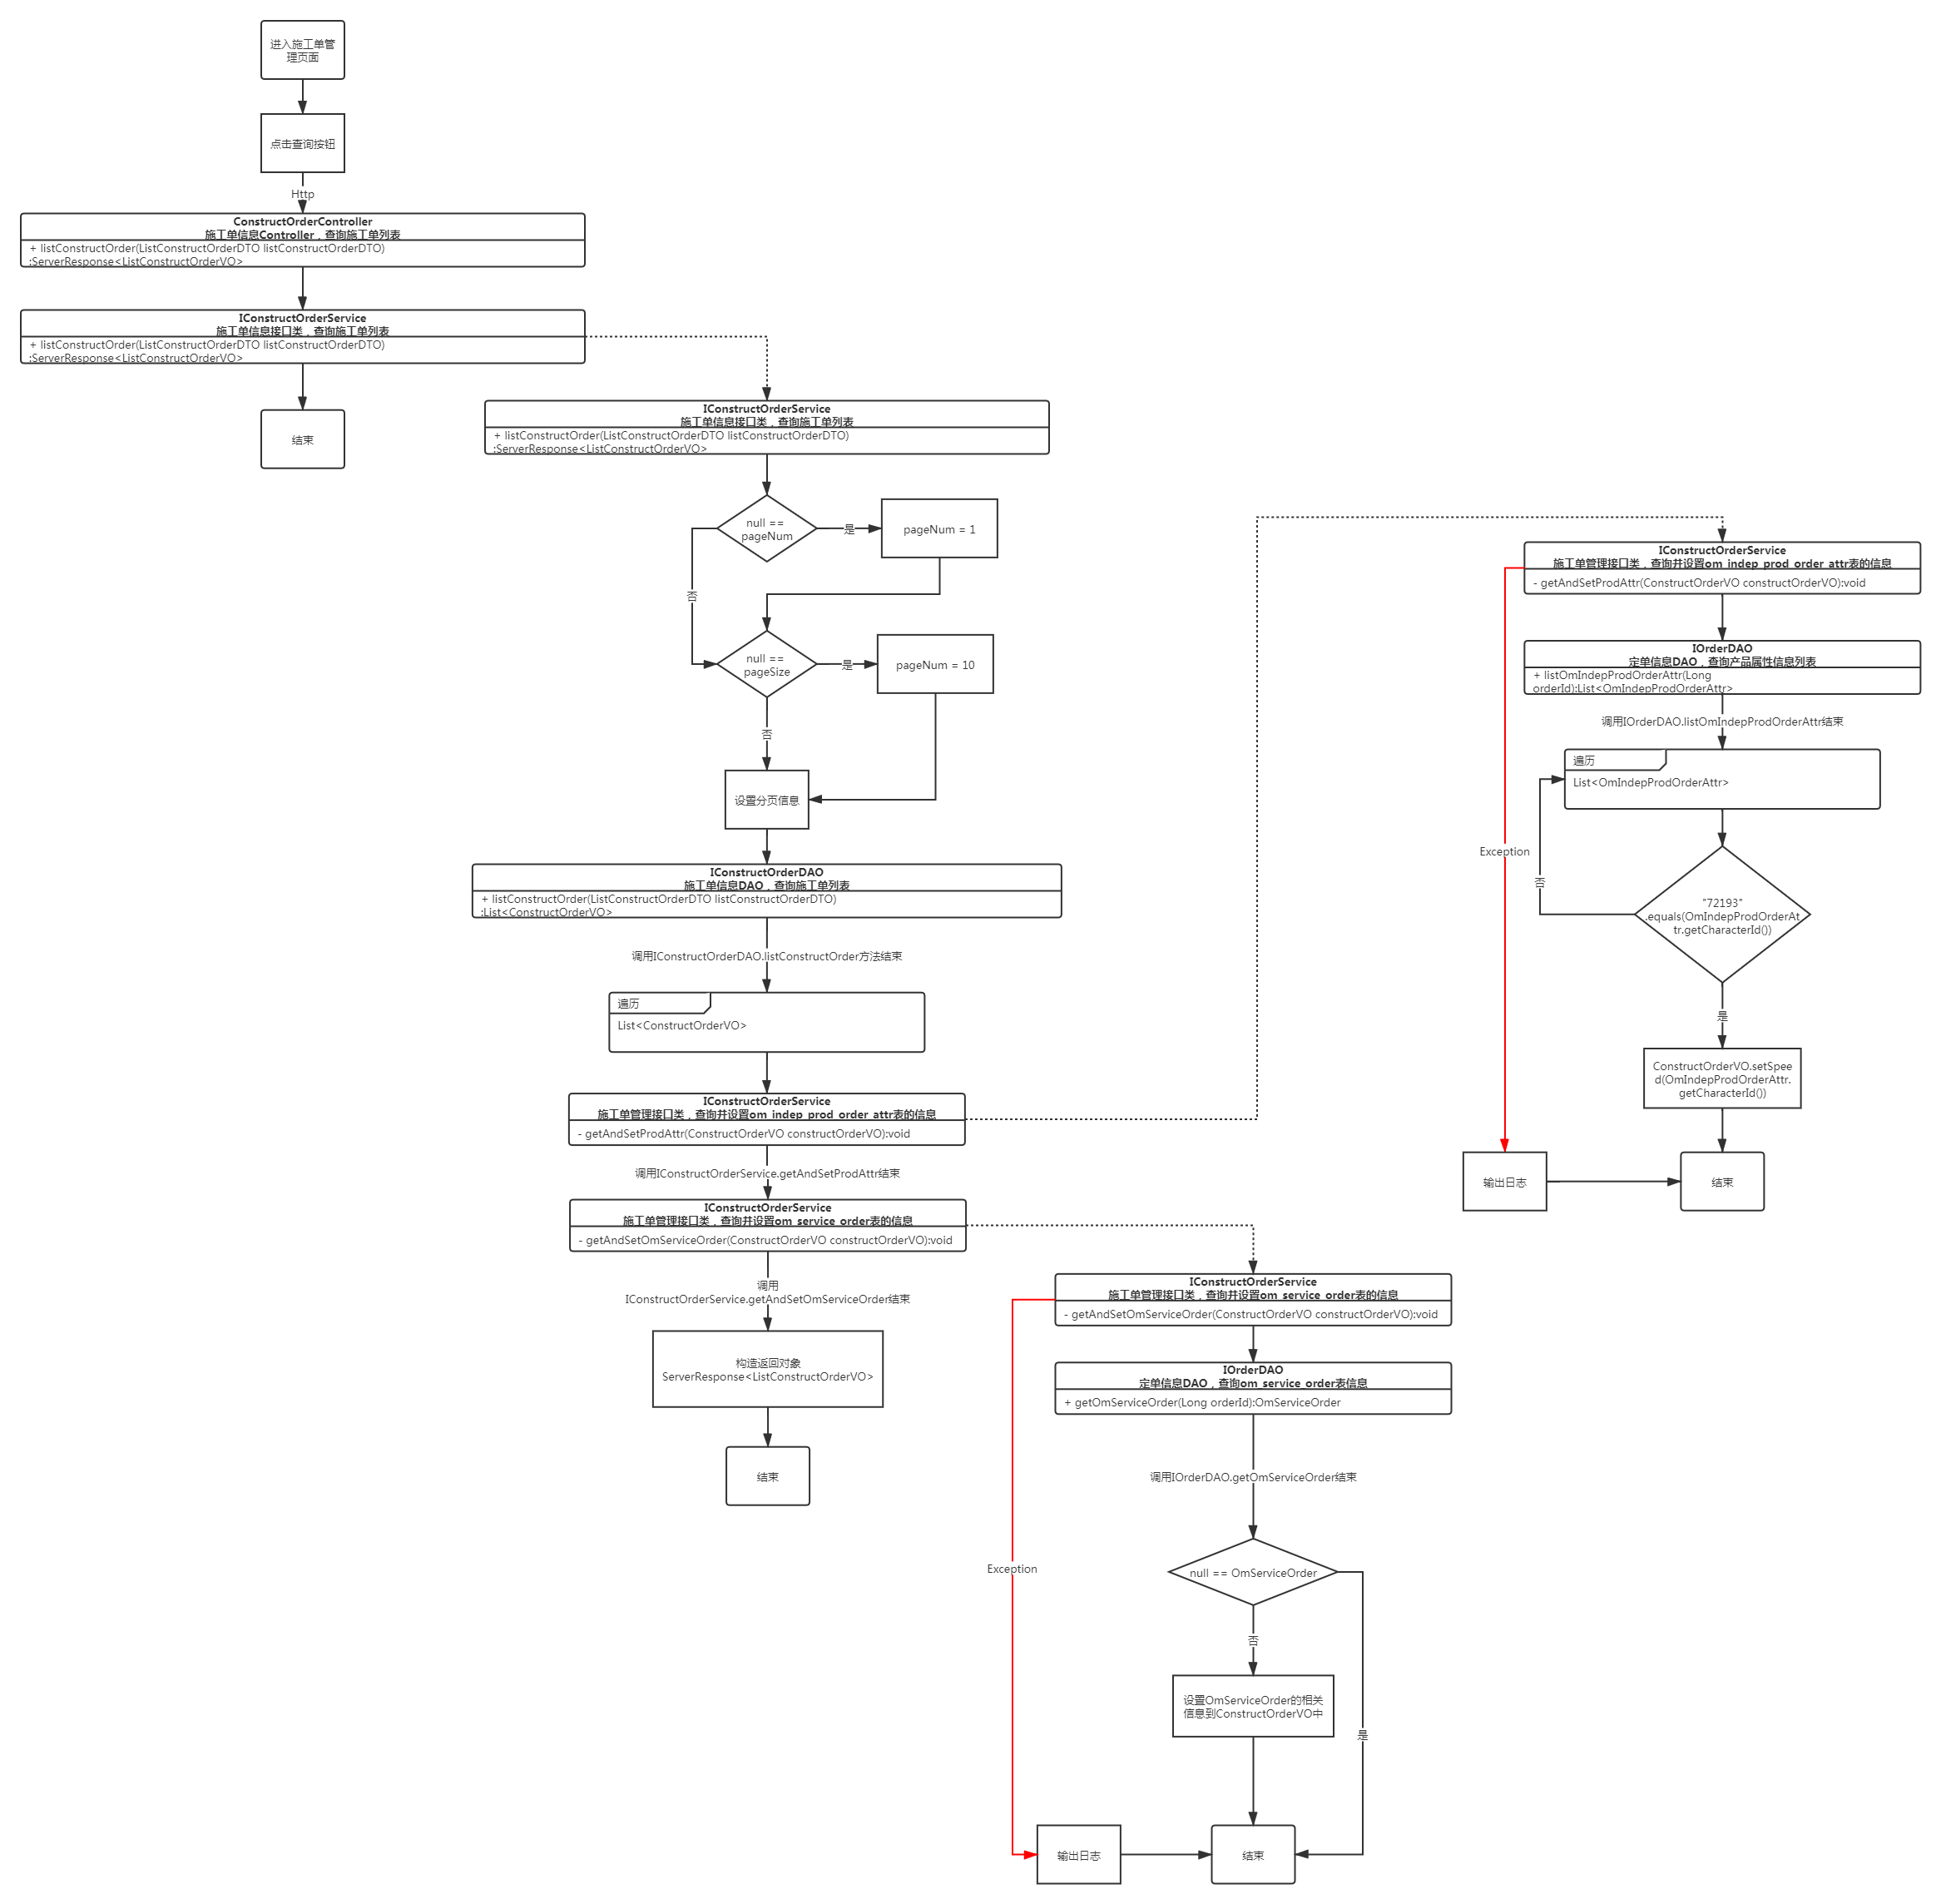 进入施工单管
理页面
点击查询按钮
Http
ConstructOrderController
施工单信息Controller，查询施工单列表
+ listConstructOrder(ListConstructOrderDTO listConstructOrderDTO)
:ServerResponse<ListConstructOrderVO>
IConstructOrderService
施工单信息接口类，查询施工单列表
+ listConstructOrder(ListConstructOrderDTO listConstructOrderDTO)
:ServerResponse<ListConstructOrderVO>
结束
IConstructOrderService
施工单信息接口类，查询施工单列表
+ listConstructOrder(ListConstructOrderDTO listConstructOrderDTO)
:ServerResponse<ListConstructOrderVO>
null ==
pageNum
是
pageNum = 1
否
null ==
pageSize
是
pageNum = 10
否
设置分页信息
IConstructOrderDAO
施工单信息DAO，查询施工单列表
+ listConstructOrder(ListConstructOrderDTO listConstructOrderDTO)
:List<ConstructOrderVO>
调用IConstructOrderDAO.listConstructOrder方法结束
遍历
List<ConstructOrderVO>
IConstructOrderService
施工单管理接口类，查询并设置om_indep_prod_order_attr表的信息
- getAndSetProdAttr(ConstructOrderVO constructOrderVO):void
调用IConstructOrderService.getAndSetProdAttr结束
IConstructOrderService
施工单管理接口类，查询并设置om_service_order表的信息
- getAndSetOmServiceOrder(ConstructOrderVO constructOrderVO):void
调用
IConstructOrderService.getAndSetOmServiceOrder结束
构造返回对象
ServerResponse<ListConstructOrderVO>
结束
IConstructOrderService
施工单管理接口类，查询并设置om_indep_prod_order_attr表的信息
- getAndSetProdAttr(ConstructOrderVO constructOrderVO):void
IOrderDAO
定单信息DAO，查询产品属性信息列表
+ listOmIndepProdOrderAttr(Long
orderId):List<OmIndepProdOrderAttr>
调用IOrderDAO.listOmIndepProdOrderAttr结束
遍历
List<OmIndepProdOrderAttr>
Exception
否
"72193"
.equals(OmIndepProdOrderAt
tr.getCharacterId())
是
ConstructOrderVO.setSpee
d(OmIndepProdOrderAttr.
getCharacterId())
输出日志
结束
IConstructOrderService
施工单管理接口类，查询并设置om_service_order表的信息
- getAndSetOmServiceOrder(ConstructOrderVO constructOrderVO):void
IOrderDAO
定单信息DAO，查询om_service_order表信息
+ getOmServiceOrder(Long orderId):OmServiceOrder
调用IOrderDAO.getOmServiceOrder结束
Exception
null == OmServiceOrder
否
设置OmServiceOrder的相关
信息到ConstructOrderVO中
是
输出日志
结束